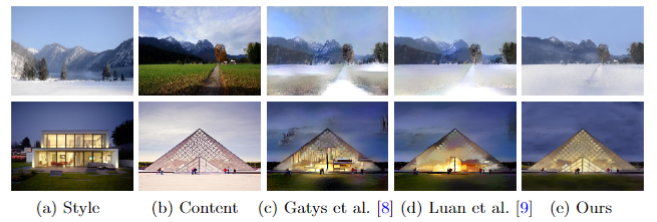 (a) Style (b) Content (c) Gatys et al. [8] (d) Luan et al. [9] (e) Ours